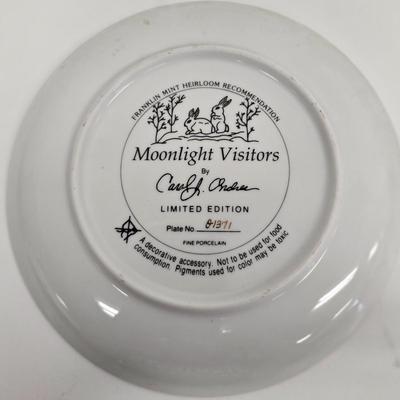 FRANKLIN MINT HEIRLOOM RECOMMENDATION
Moonlight Visitors
By
LIMITED EDITION
Plate No
FINE PORCELAIN
A decorative accessory. Not to be used for food
consumption. Pigments used for color may be toxic